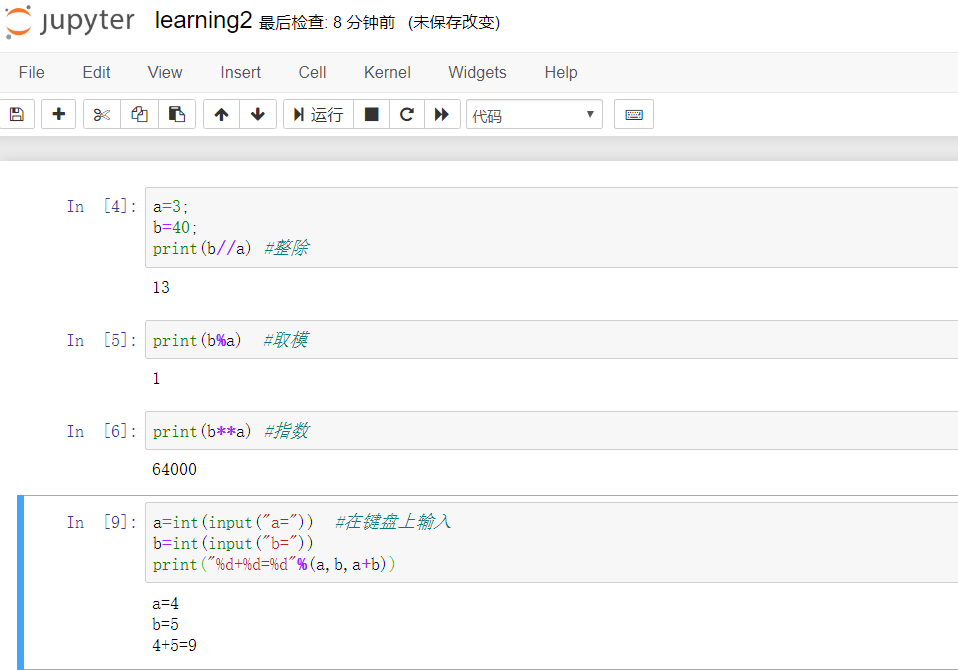 jupyter learning2 最后检查: 8 分钟前 (未保存改变)
File Edit View Insert Cell Kernel Widgets Help
运行 代码
In [4]: a=3;
b=40;
print(b//a) #整除
13
In [5]: print(b%a) #取模
1
In [6]: print(b**a) #指数
64000
In [9]: a=int(input("a=")) #在键盘上输入
b=int(input("b="))
print("%d+%d=%d"%(a,b,a+b))
a=4
b=5
4+5=9